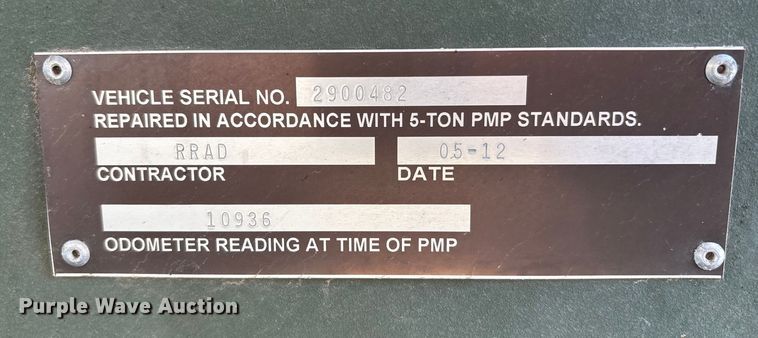 VEHICLE SERIAL NO. 2900482
REPAIRED IN ACCORDANCE WITH 5-TON PMP STANDARDS.
RRAD 05-12
CONTRACTOR DATE
10936
ODOMETER READING AT TIME OF PMP
Purple Wave Auction